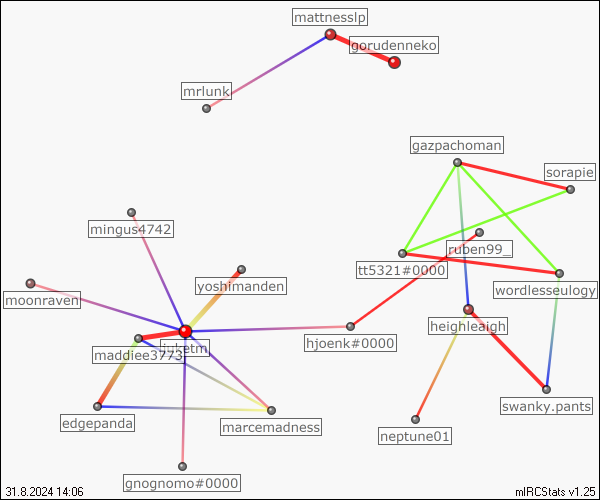 mattnesslp
gorudenneko
mrlunk
gazpachoman
sorapie
mingus4742
ruben99_
tt5321#0000
yoshimanden
wordlesseulogy
moonraven
heighleaigh
hjoenk#0000
maddiee3773
swanky.pants
edgepanda
marcemadness
neptune01
gnognomo#0000
31.8.2024 14:06
mIRCStats v1.25